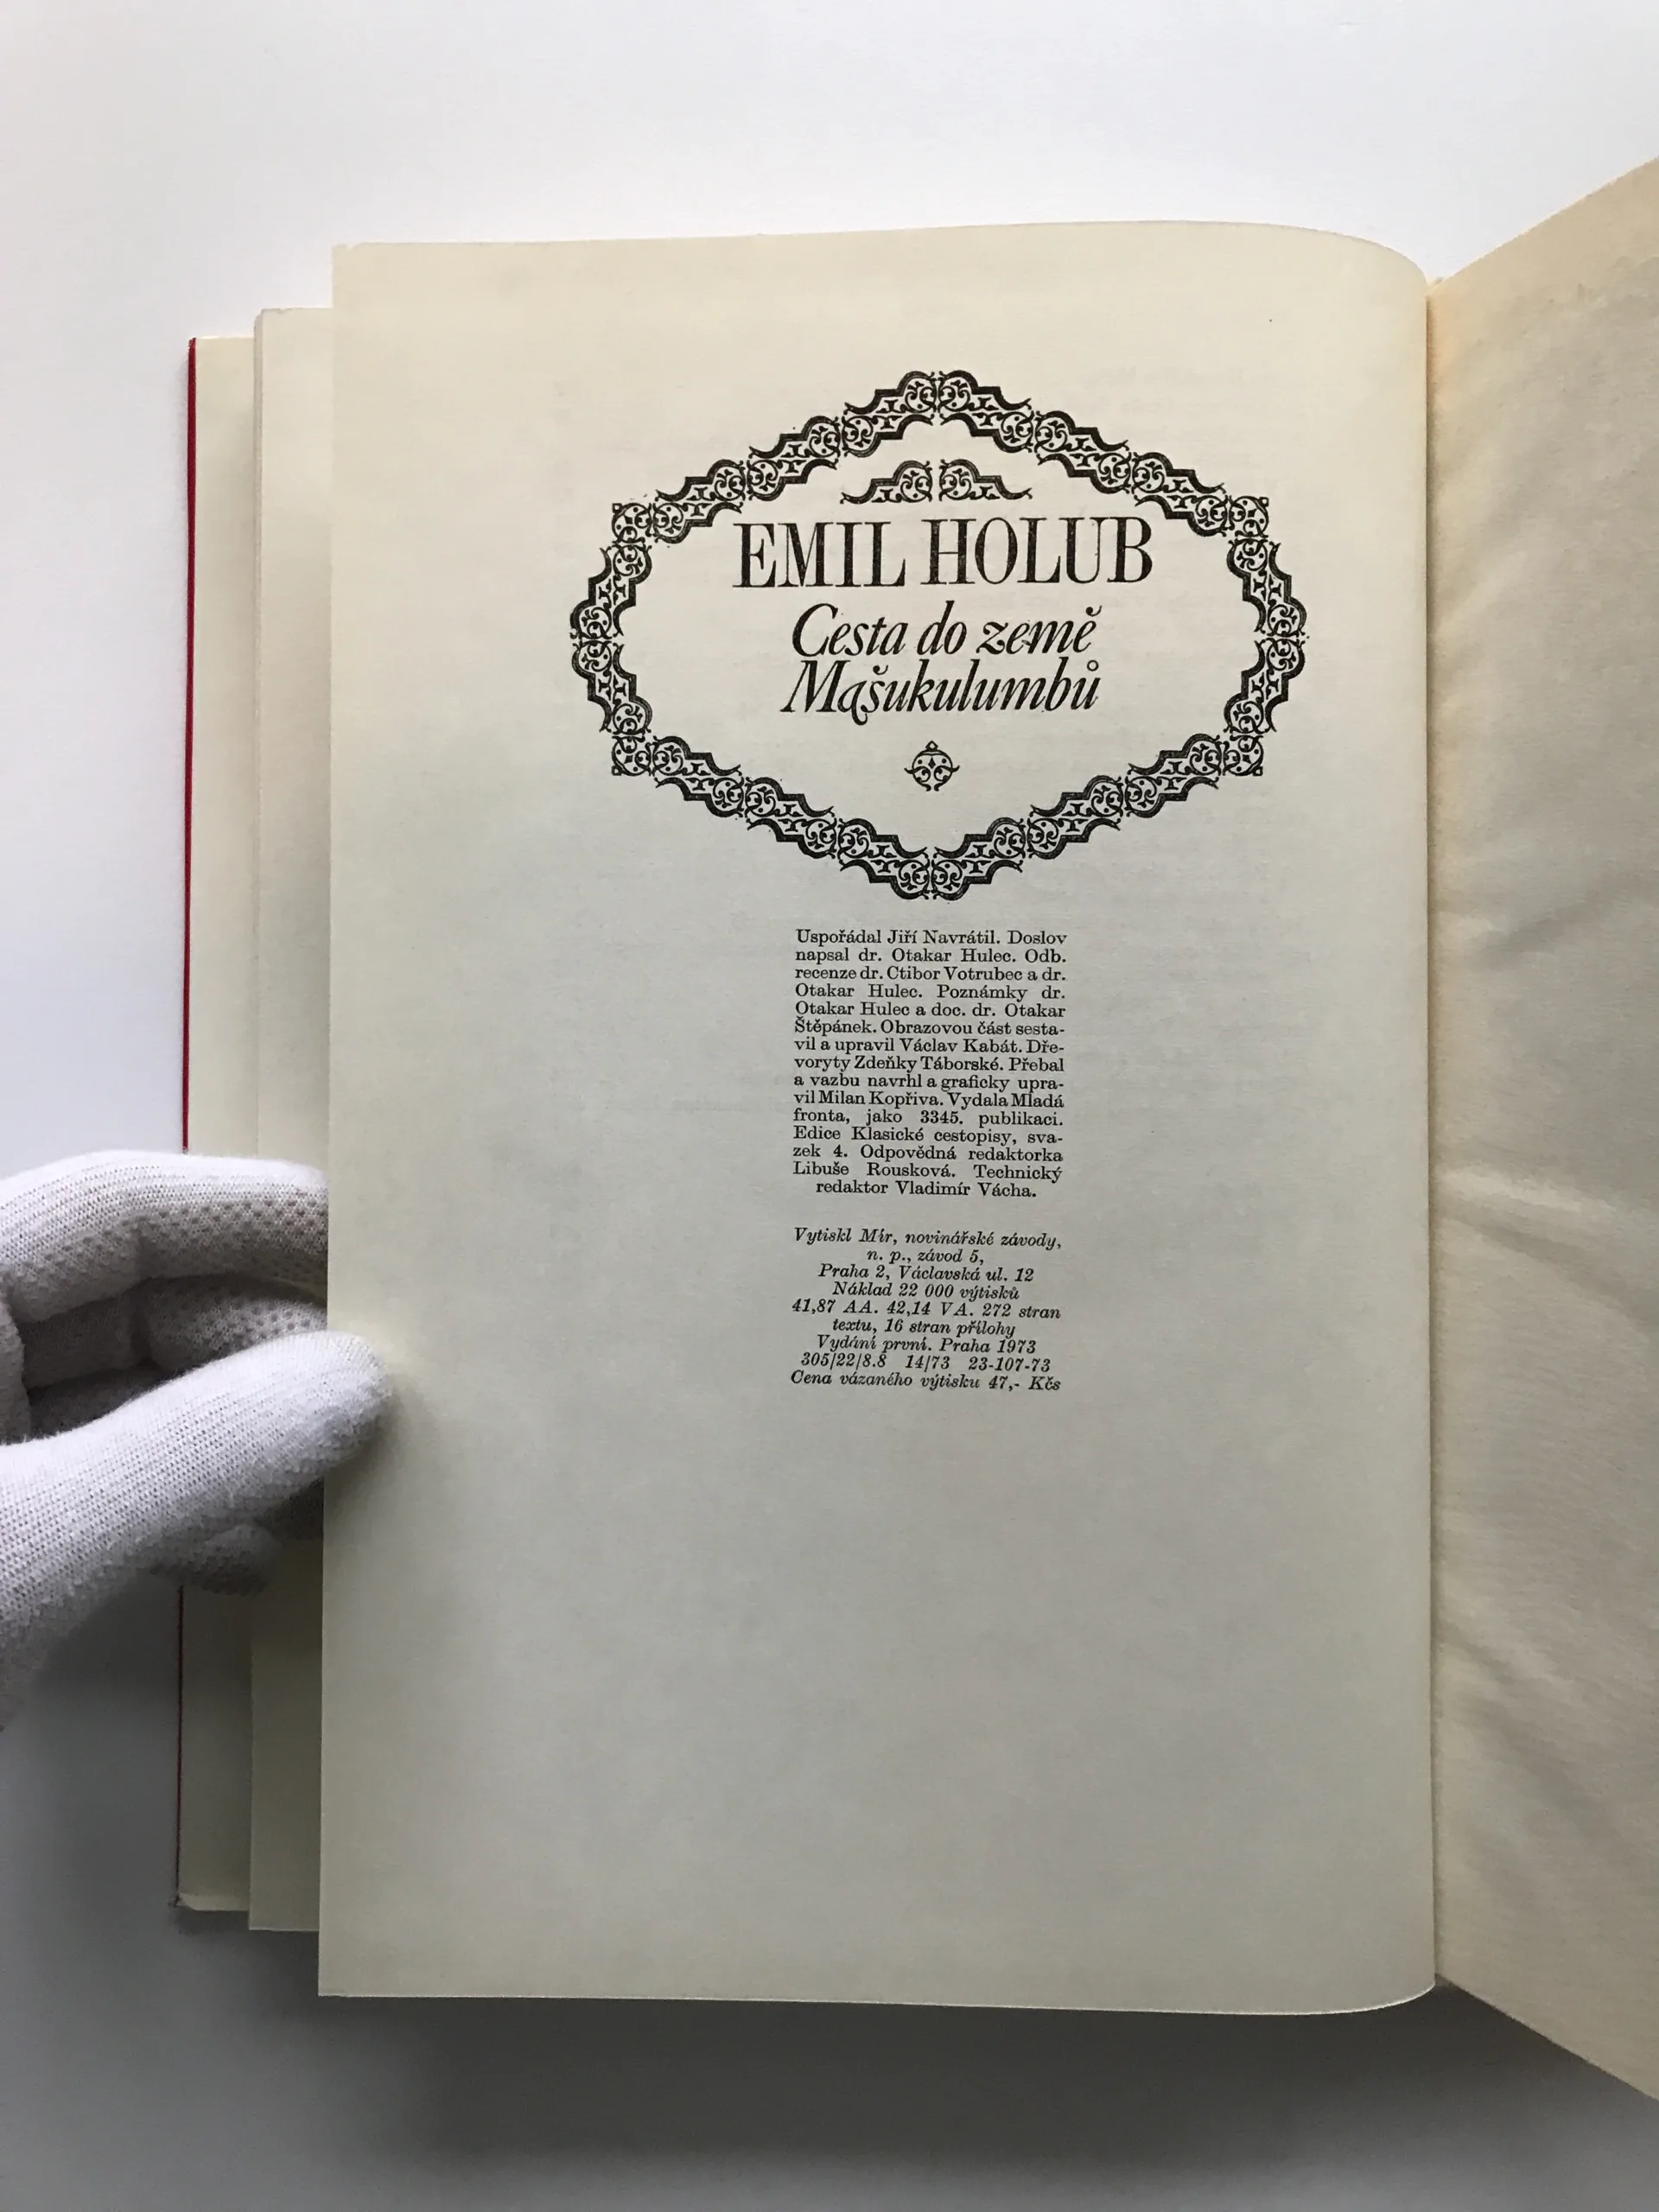 EMIL HOLUB
Cesta do země
Mašukulumbů
Uspořádal Jiří Navrátil. Doslov
napsal dr. Otakar Hulec. Odb.
recenze dr. Ctibor Votrubec a dr.
Otakar Hulec. Poznámky dr.
Otakar Hulec a doc. dr. Otakar
Štěpánek. Obrazovou část sesta-
vil a upravil Václav Kabát. Dře-
voryty Zdeňky Táborské. Přebal
a vazbu navrhl a graficky upra-
vil Milan Kopřiva. Vydala Mladá
fronta, jako 3345. publikaci.
Edice Klasické cestopisy, sva-
zek 4. Odpovědná redaktorka
Libuše Rousková. Technický
redaktor Vladimír Vácha.
Vytiskl Mír, novinářské závody,
n. p., závod 5,
Praha 2, Václavská ul. 12
Náklad 22 000 výtisků
41,87 AA. 42,14 VA. 272 stran
textu, 16 stran přílohy
Vydání první. Praha 1973
305/22/8.8 14/73 23-107-73
Cena vázaného výtisku 47,- Kčs